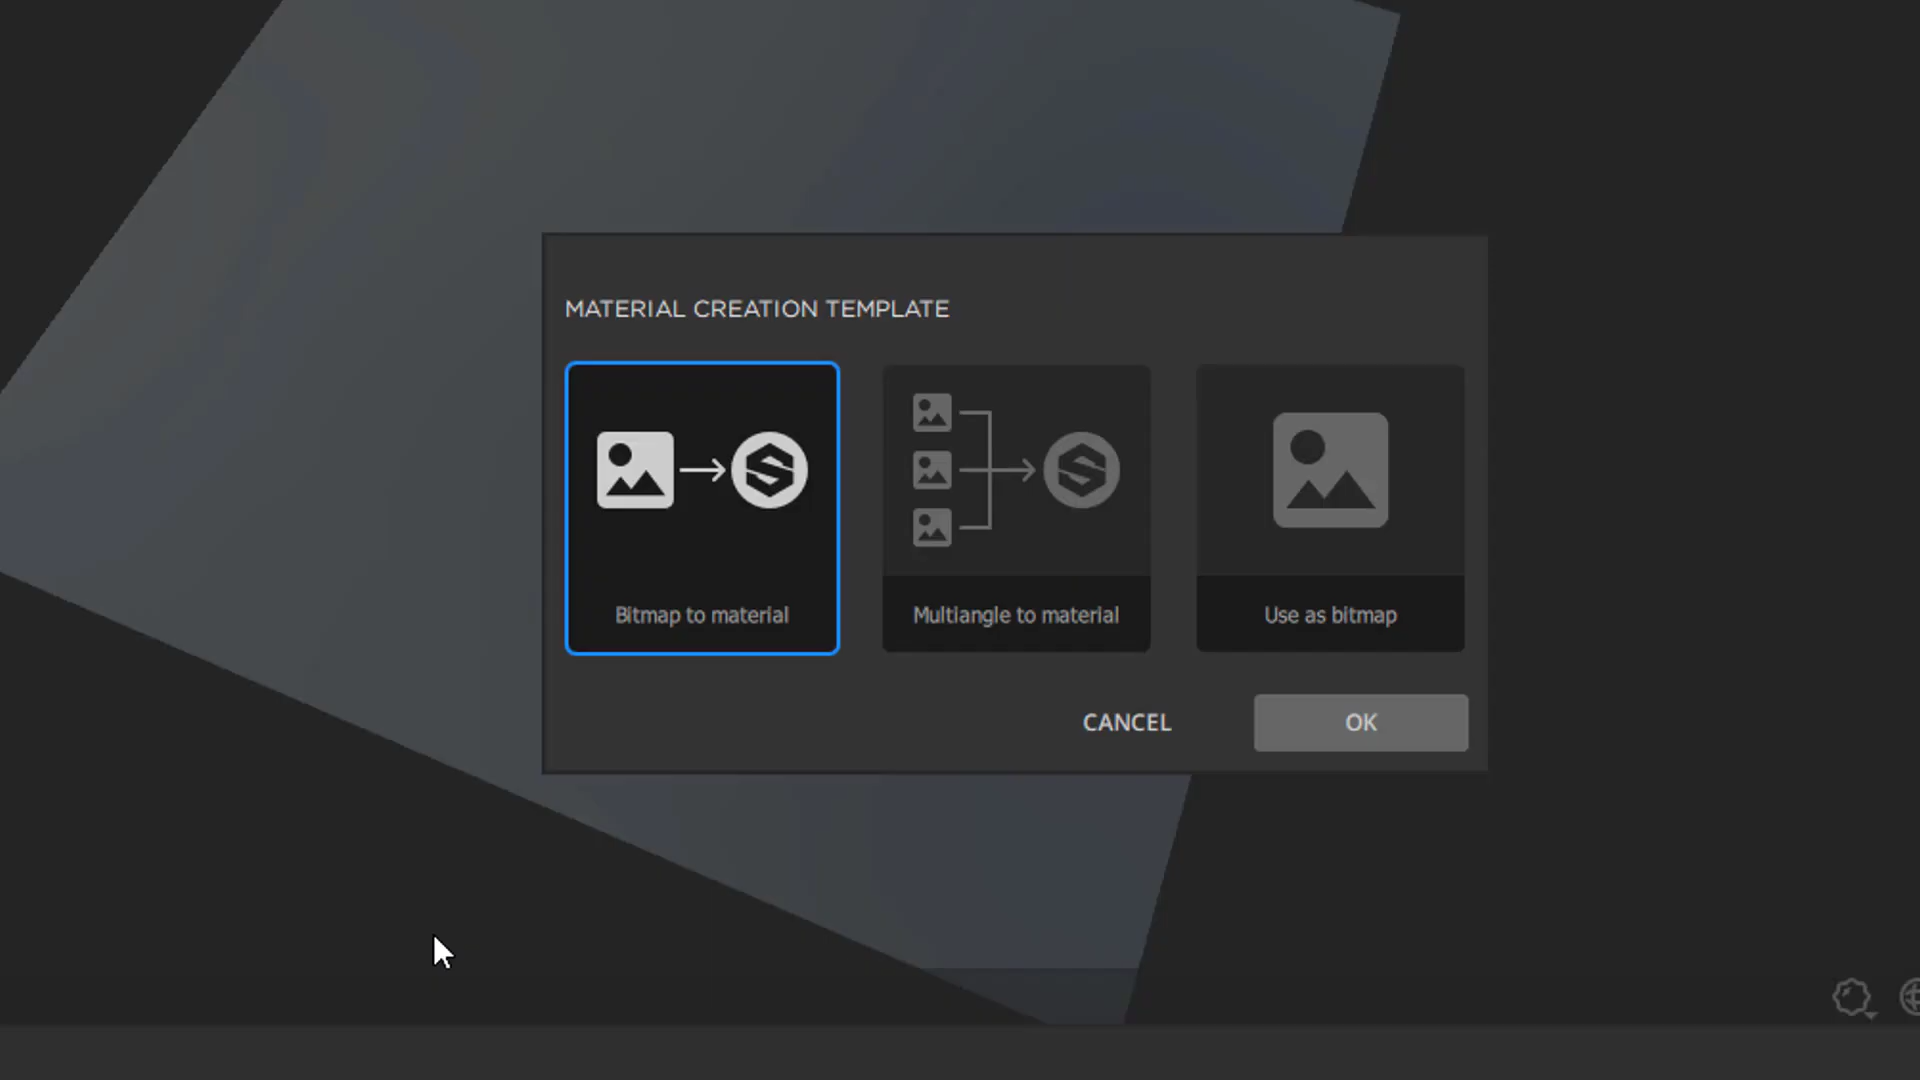 MATERIAL CREATION TEMPLATE
Bitmap to material
Multiangle to material
Use as bitmap
CANCEL
OK